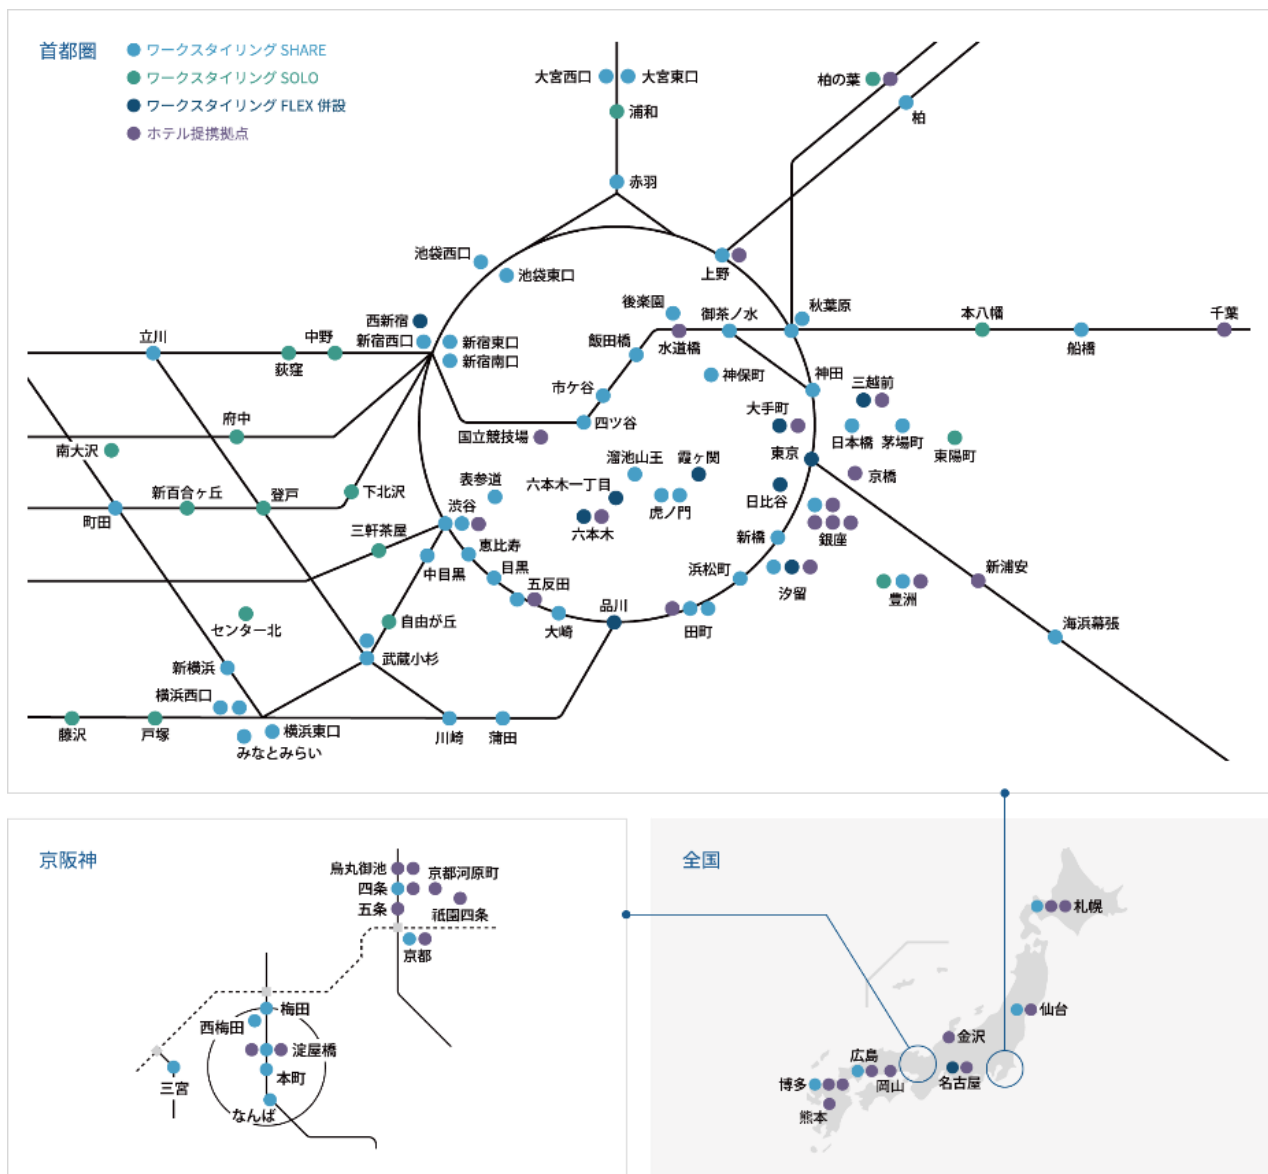 首都圏
ワークスタイリング SHARE
ワークスタイリング SOLO
ワークスタイリング FLEX 併設
ホテル提携拠点
大宮西口
大宮東口
浦和
赤羽
柏の葉
柏
池袋西口
池袋東口
上野
西新宿
新宿西口
新宿東口
新宿南口
後楽園
御茶ノ水
秋葉原
本八幡
船橋
千葉
立川
荻窪
中野
飯田橋
水道橋
市ケ谷
神保町
神田
三越前
四ツ谷
大手町
日本橋
茅場町
東陽町
府中
南大沢
国立競技場
東京
京橋
溜池山王
霞ヶ関
日比谷
表参道
六本木一丁目
虎ノ門
六本木
銀座
新百合ヶ丘
登戸
下北沢
町田
渋谷
三軒茶屋
恵比寿
中目黒
目黒
五反田
大崎
品川
新橋
浜松町
汐留
田町
豊洲
新浦安
海浜幕張
センター北
自由が丘
武蔵小杉
新横浜
横浜西口
横浜東口
みなとみらい
藤沢
戸塚
川崎
蒲田
京阪神
烏丸御池
京都河原町
四条
祇園四条
五条
京都
梅田
西梅田
淀屋橋
本町
三宮
なんば
全国
札幌
仙台
金沢
広島
岡山
名古屋
博多
熊本